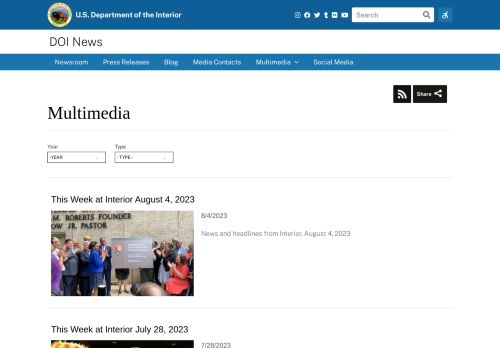 U.S. Department of the Interior
Search
DOI News
Newsroom Press Releases Blog Media Contacts Multimedia Social Media
Share
Multimedia
Year Type
-YEAR - TYPE -
This Week at Interior August 4, 2023
M. ROBERTS FOUNDER
OW JR. PASTOR
8/4/2023
News and headlines from Interior, August 4, 2023
This Week at Interior July 28, 2023
7/28/2023